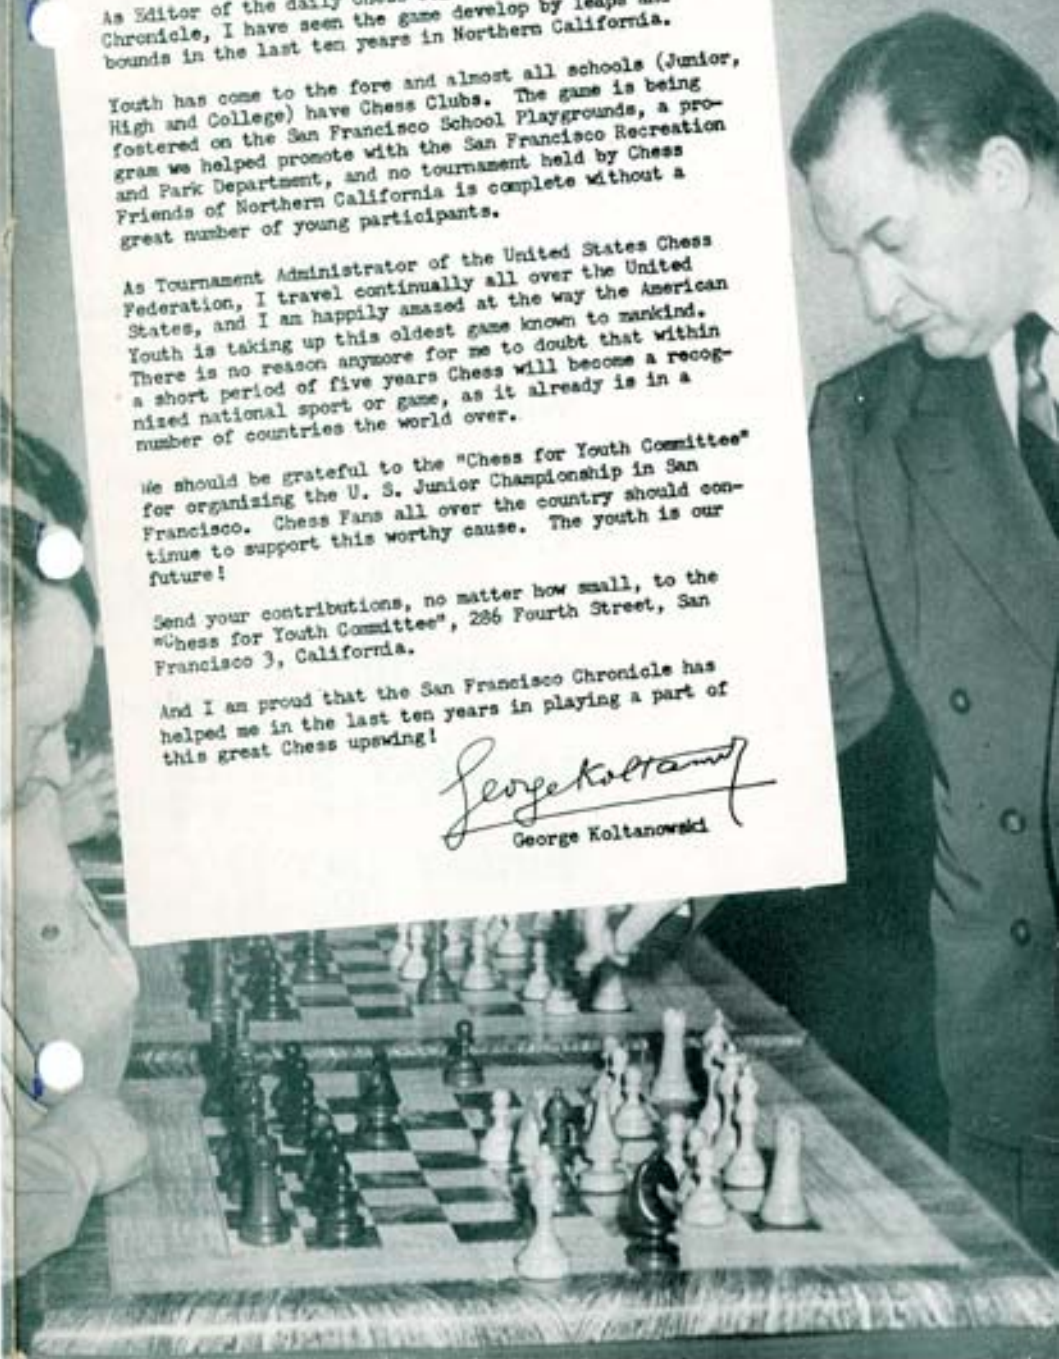 As Editor of the daily
Chronicle, I have seen the game develop by leaps and
bounds in the last ten years in Northern California.
Youth has come to the fore and almost all schools (Junior,
High and College) have Chess Clubs. The game is being
fostered on the San Francisco School Playgrounds, a pro-
gram we helped promote with the San Francisco Recreation
and Park Department, and no tournament held by Chess
Friends of Northern California is complete without a
great number of young participants.
As Tournament Administrator of the United States Chess
Federation, I travel continually all over the United
States, and I am happily amazed at the way the American
Youth is taking up this oldest game known to mankind.
There is no reason anymore for me to doubt that within
a short period of five years Chess will become a recog-
nized national sport or game, as it already is in a
number of countries the world over.
We should be grateful to the "Chess for Youth Committee"
for organizing the U. S. Junior Championship in San
Francisco. Chess Fans all over the country should con-
tinue to support this worthy cause. The youth is our
future!
Send your contributions, no matter how small, to the
"Chess for Youth Committee", 286 Fourth Street, San
Francisco 3, California.
And I am proud that the San Francisco Chronicle has
helped me in the last ten years in playing a part of
this great Chess upswing!
George Koltanowski
George Koltanowski